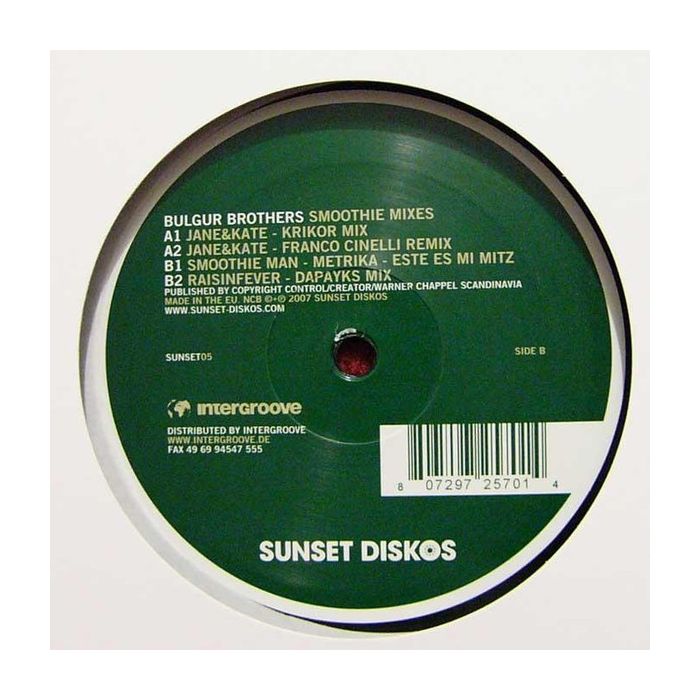 BULGUR BROTHERS SMOOTHIE MIXES
A1 JANE&KATE - KRIKOR MIX
A2 JANE&KATE - FRANCO CINELLI REMIX
B1 SMOOTHIE MAN - METRIKA - ESTE ES MI MITZ
B2 RAISINFEVER - DAPAYKS MIX
PUBLISHED BY COPYRIGHT CONTROL/CREATOR/WARNER CHAPPEL SCANDINAVIA
MADE IN THE EU. NCB ©+℗ 2007 SUNSET DISKOS
WWW.SUNSET-DISKOS.COM
SUNSET05 SIDE B
intergroove
DISTRIBUTED BY INTERGROOVE
WWW.INTERGROOVE.DE
FAX 49 69 94547 555
8 07297 25701 4
SUNSET DISKOS